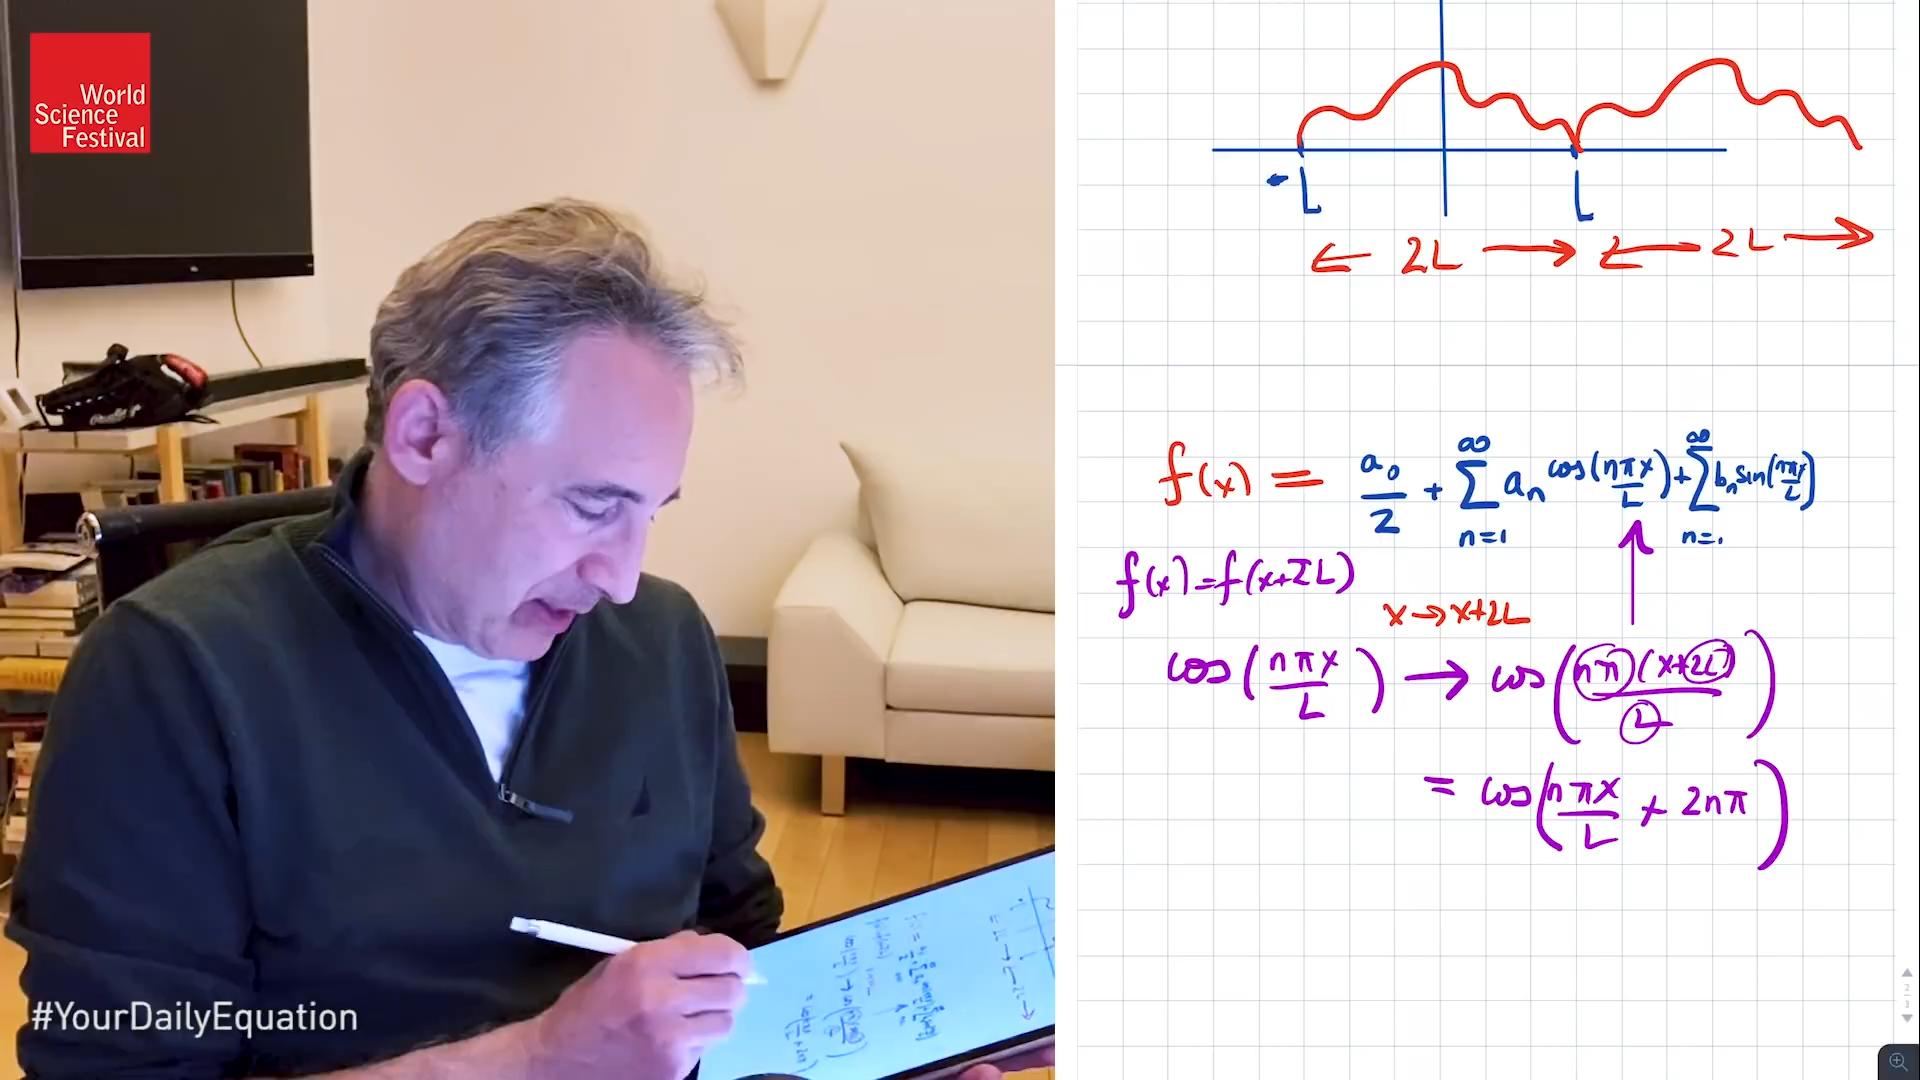 World
Science
Festival
-L
L
← 2L → ← 2L →
f(x) = a₀/2 + ∑ₙ₌₁^∞ aₙ cos(nπx/L) + ∑ₙ₌₁^∞ bₙ sin(nπx/L)
f(x) = f(x+2L)
x → x+2L
cos(nπx/L) → cos((nπ)(x+2L)/L)
= cos(nπx/L + 2nπ)
#YourDailyEquation